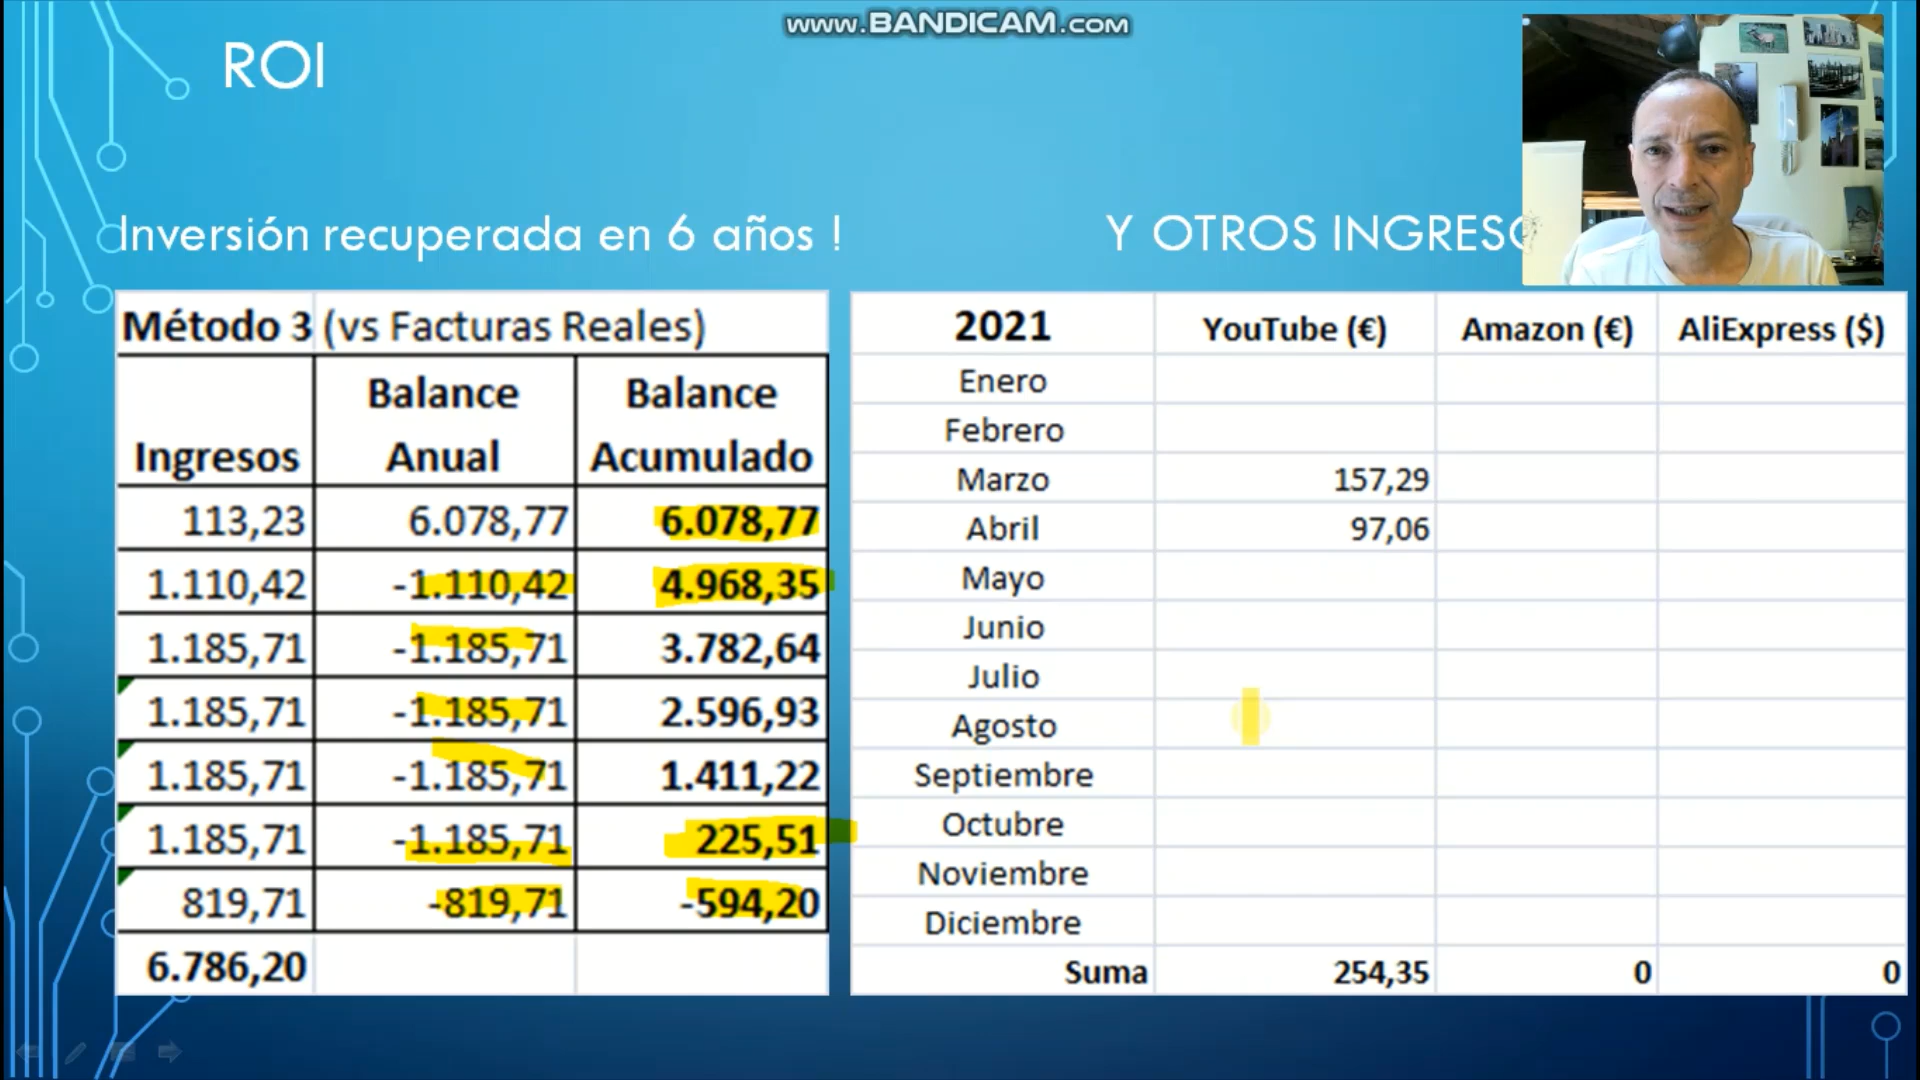 www.BANDICAM.com
ROI
Inversión recuperada en 6 años !
Y OTROS INGRESO
Método 3 (vs Facturas Reales)
Ingresos Balance Anual Balance Acumulado
113,23 6.078,77 6.078,77
1.110,42 -1.110,42 4.968,35
1.185,71 -1.185,71 3.782,64
1.185,71 -1.185,71 2.596,93
1.185,71 -1.185,71 1.411,22
1.185,71 -1.185,71 225,51
819,71 -819,71 -594,20
6.786,20
2021 YouTube (€) Amazon (€) AliExpress ($)
Enero
Febrero
Marzo 157,29
Abril 97,06
Mayo
Junio
Julio
Agosto
Septiembre
Octubre
Noviembre
Diciembre
Suma 254,35 0 0